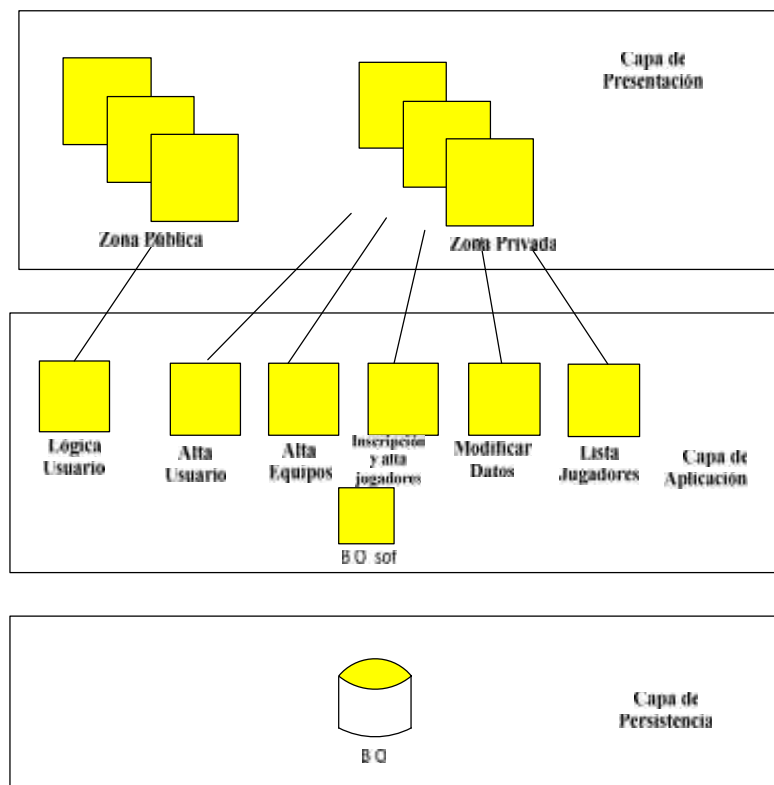 Capa de
Presentación
Zona Pública
Zona Privada
Lógica
Usuario
Alta
Usuario
Alta
Equipos
Inscripción
y alta
jogadores
Modificar
Datos
Lista
Jugadores
Capa de
Aplicación
B O sof
Capa de
Persistencia
B O